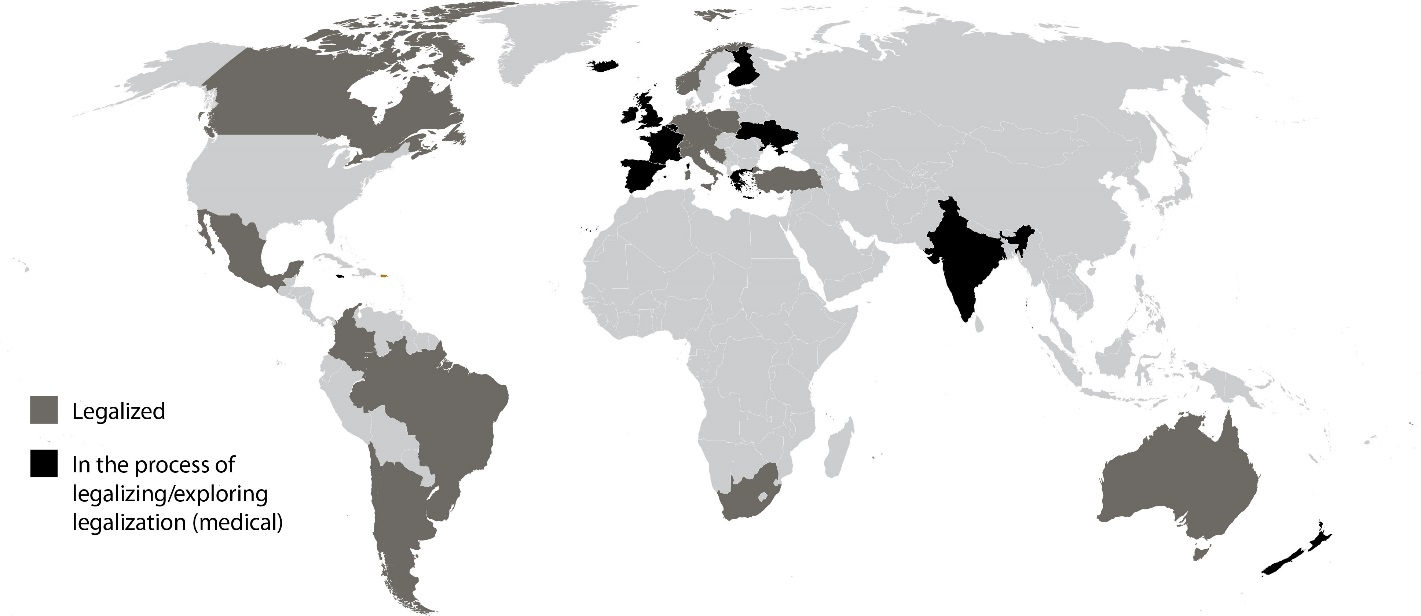 Legalized
In the process of
legalizing/exploring
legalization (medical)